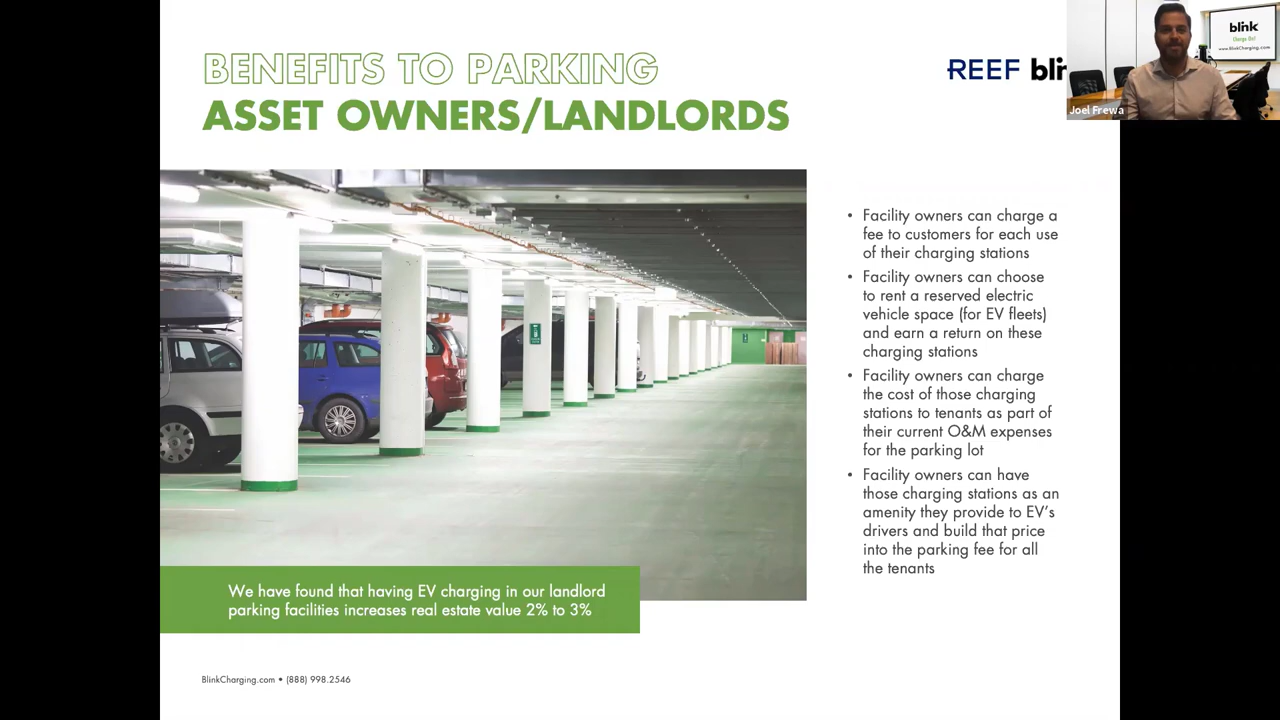 BENEFITS TO PARKING
ASSET OWNERS/LANDLORDS
REEF
blink
Charge On!
www.BlinkCharging.com
Joel Frewa
• Facility owners can charge a
fee to customers for each use
of their charging stations
• Facility owners can choose
to rent a reserved electric
vehicle space (for EV fleets)
and earn a return on these
charging stations
• Facility owners can charge
the cost of those charging
stations to tenants as part of
their current O&M expenses
for the parking lot
• Facility owners can have
those charging stations as an
amenity they provide to EV’s
drivers and build that price
into the parking fee for all
the tenants
We have found that having EV charging in our landlord
parking facilities increases real estate value 2% to 3%
BlinkCharging.com • (888) 998.2546